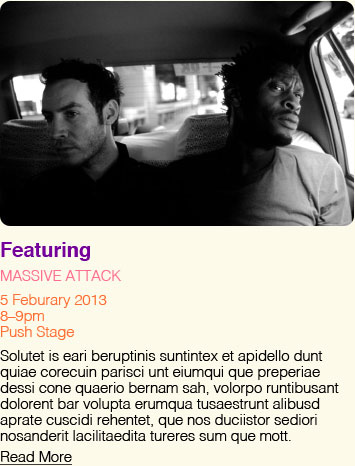 Featuring
MASSIVE ATTACK
5 Feburary 2013
8–9pm
Push Stage
Solutet is eari beruptinis suntintex et apidello dunt
quiae corecuin parisci unt eiumqui que preperiae
dessi cone quaerio bernam sah, volorpo runtibusant
dolorent bar volupta erumqua tusaestrunt alibusd
aprate cuscidi rehentet, que nos duciistor sediori
nosanderit lacilitaedita tureres sum que mott.
Read More